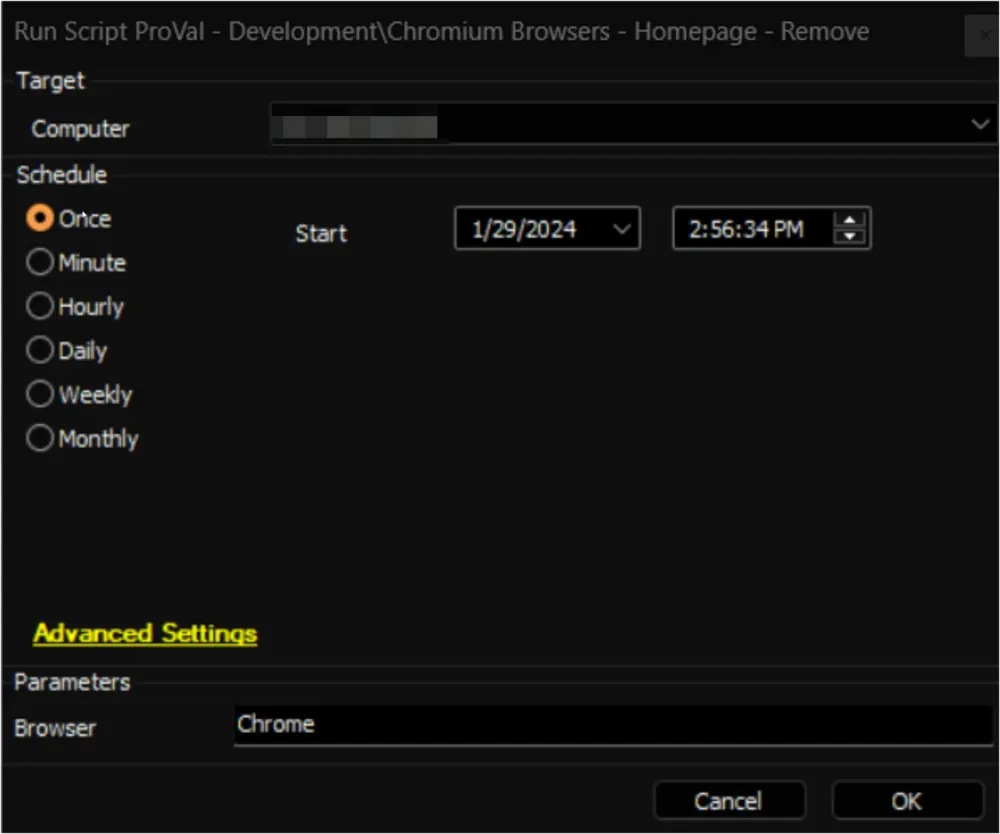 Run Script ProVal - Development\Chromium Browsers - Homepage - Remove
Target
Computer
Schedule
Once
Start 1/29/2024 2:56:34 PM
Minute
Hourly
Daily
Weekly
Monthly
Advanced Settings
Parameters
Browser Chrome
Cancel OK